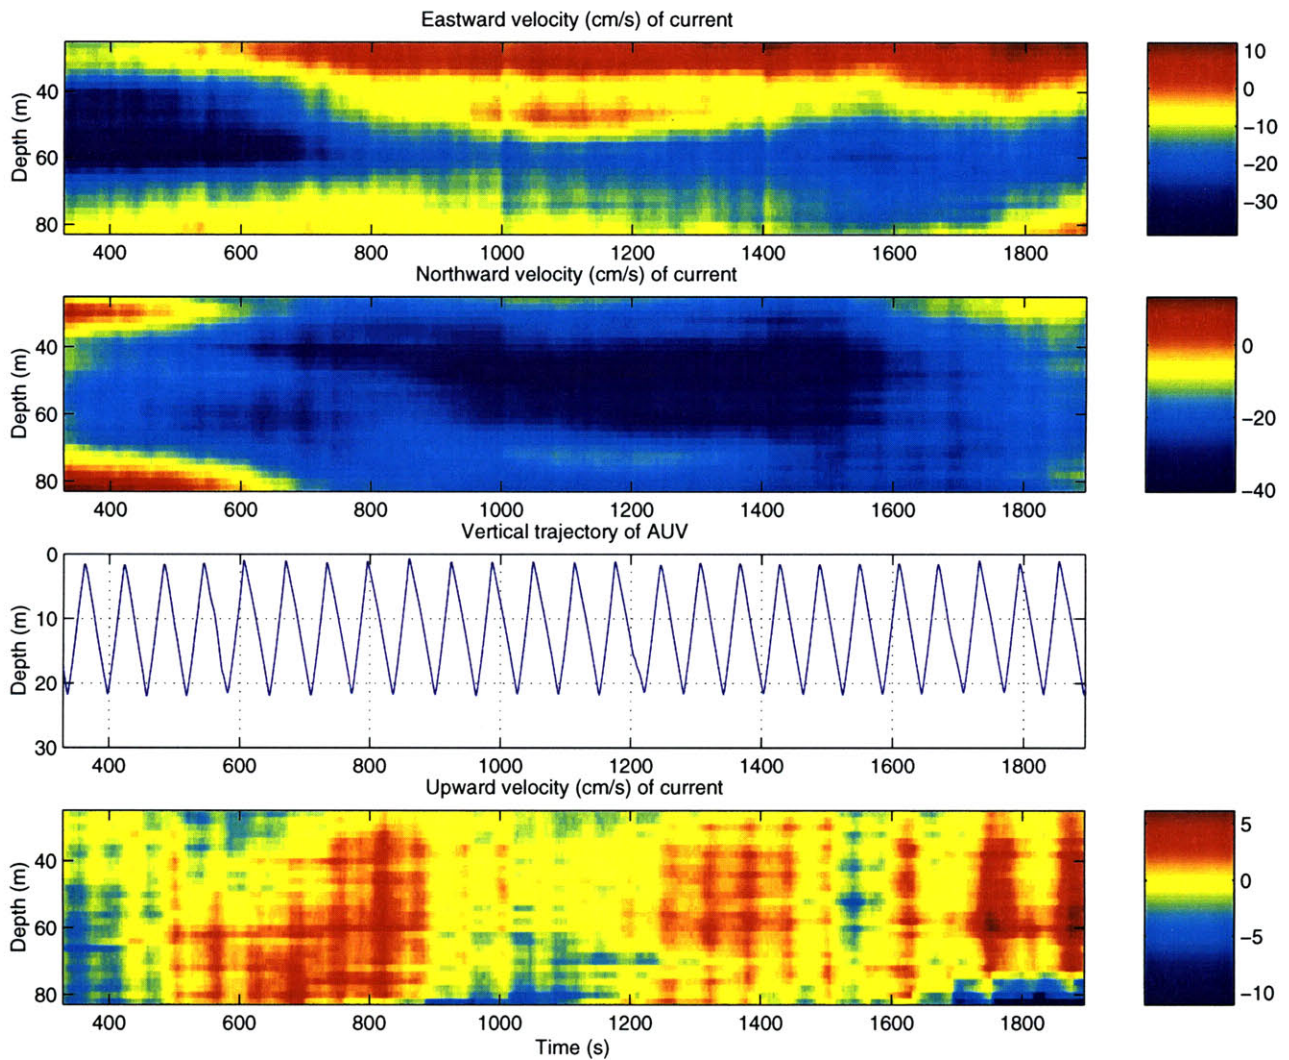 Eastward velocity (cm/s) of current
Depth (m)
40
60
80
400 600 800 1000 1200 1400 1600 1800
10
0
−10
−20
−30
Northward velocity (cm/s) of current
Depth (m)
40
60
80
400 600 800 1000 1200 1400 1600 1800
0
−20
−40
Vertical trajectory of AUV
Depth (m)
0
10
20
30
400 600 800 1000 1200 1400 1600 1800
Upward velocity (cm/s) of current
Depth (m)
40
60
80
400 600 800 1000 1200 1400 1600 1800
Time (s)
5
0
−5
−10